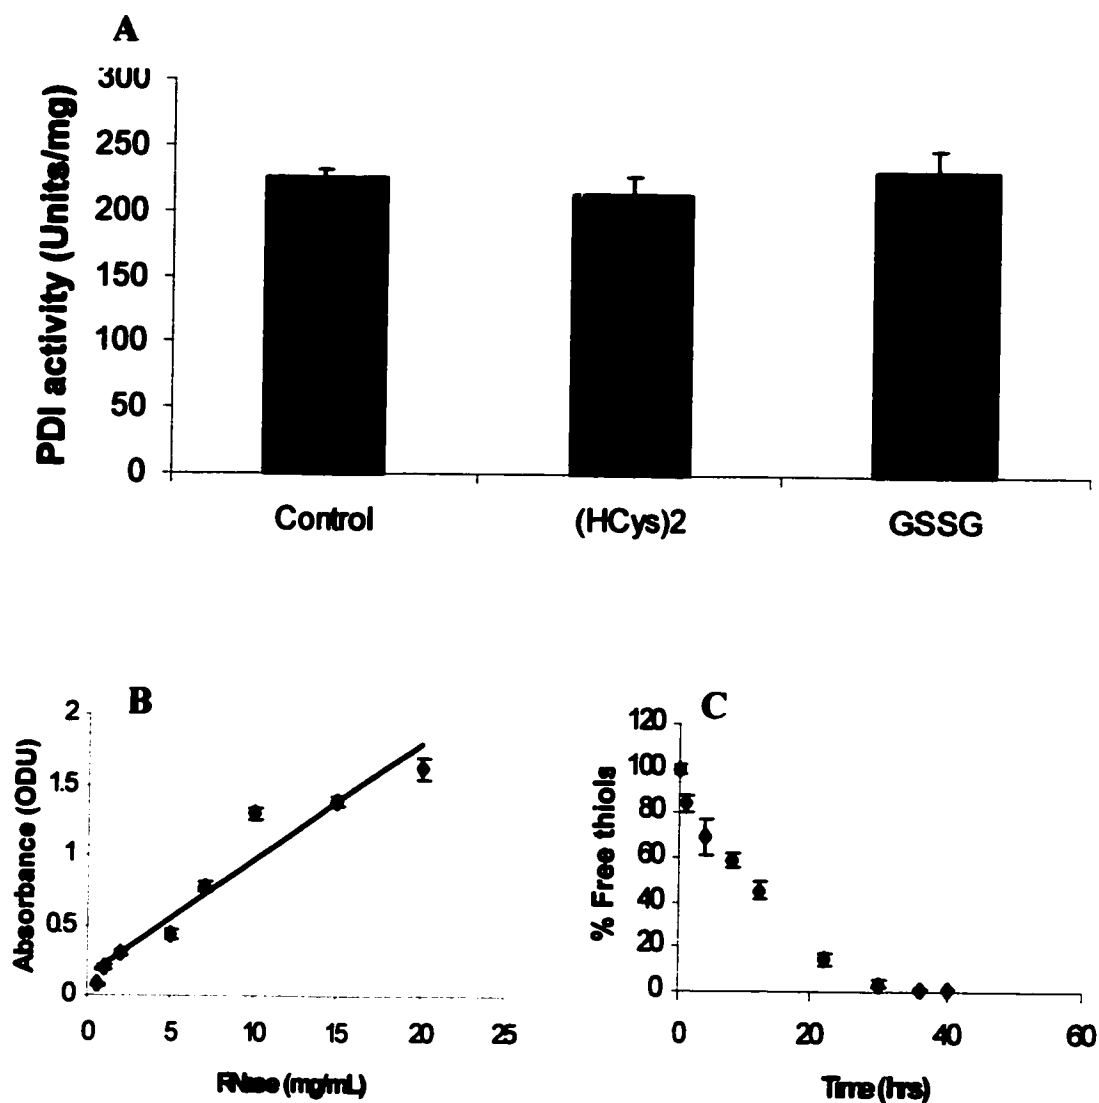 A
PDI activity (Units/mg)
300
250
200
150
100
50
0
Control (HCys)2 GSSG
B
Absorbance (ODU)
2
1.5
1
0.5
0
0 5 10 15 20 25
RNase (mg/mL)
C
% Free thiols
120
100
80
60
40
20
0
0 20 40 60
Time (hrs)